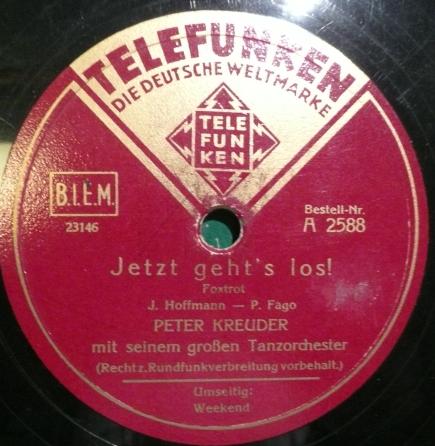 TELEFUNKEN
DIE DEUTSCHE WELTMARKE
TELE
FUN
KEN
B.I.E.M.
23146
Bestell-Nr.
A 2588
Jetzt geht's los!
Foxtrot
J. Hoffmann — P. Fago
PETER KREUDER
mit seinem großen Tanzorchester
(Recht z. Rundfunkverbreitung vorbehalt.)
Umseitig:
Weekend